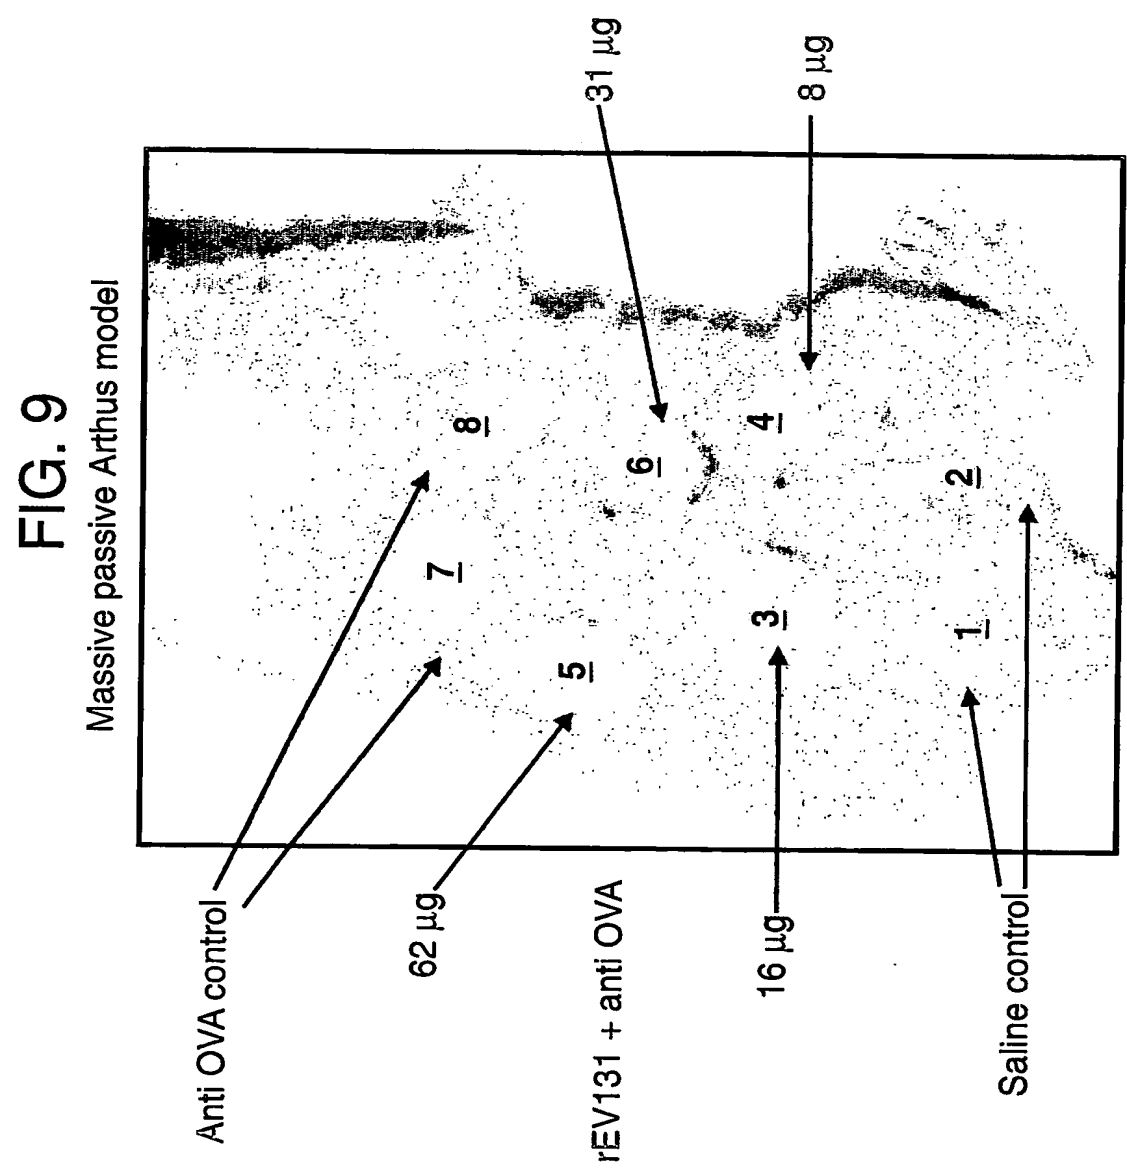 FIG. 9
Massive passive Arthus model
Anti OVA control
62 µg
rEV131 + anti OVA
16 µg
Saline control
31 µg
8 µg
7
8
5
6
3
4
1
2